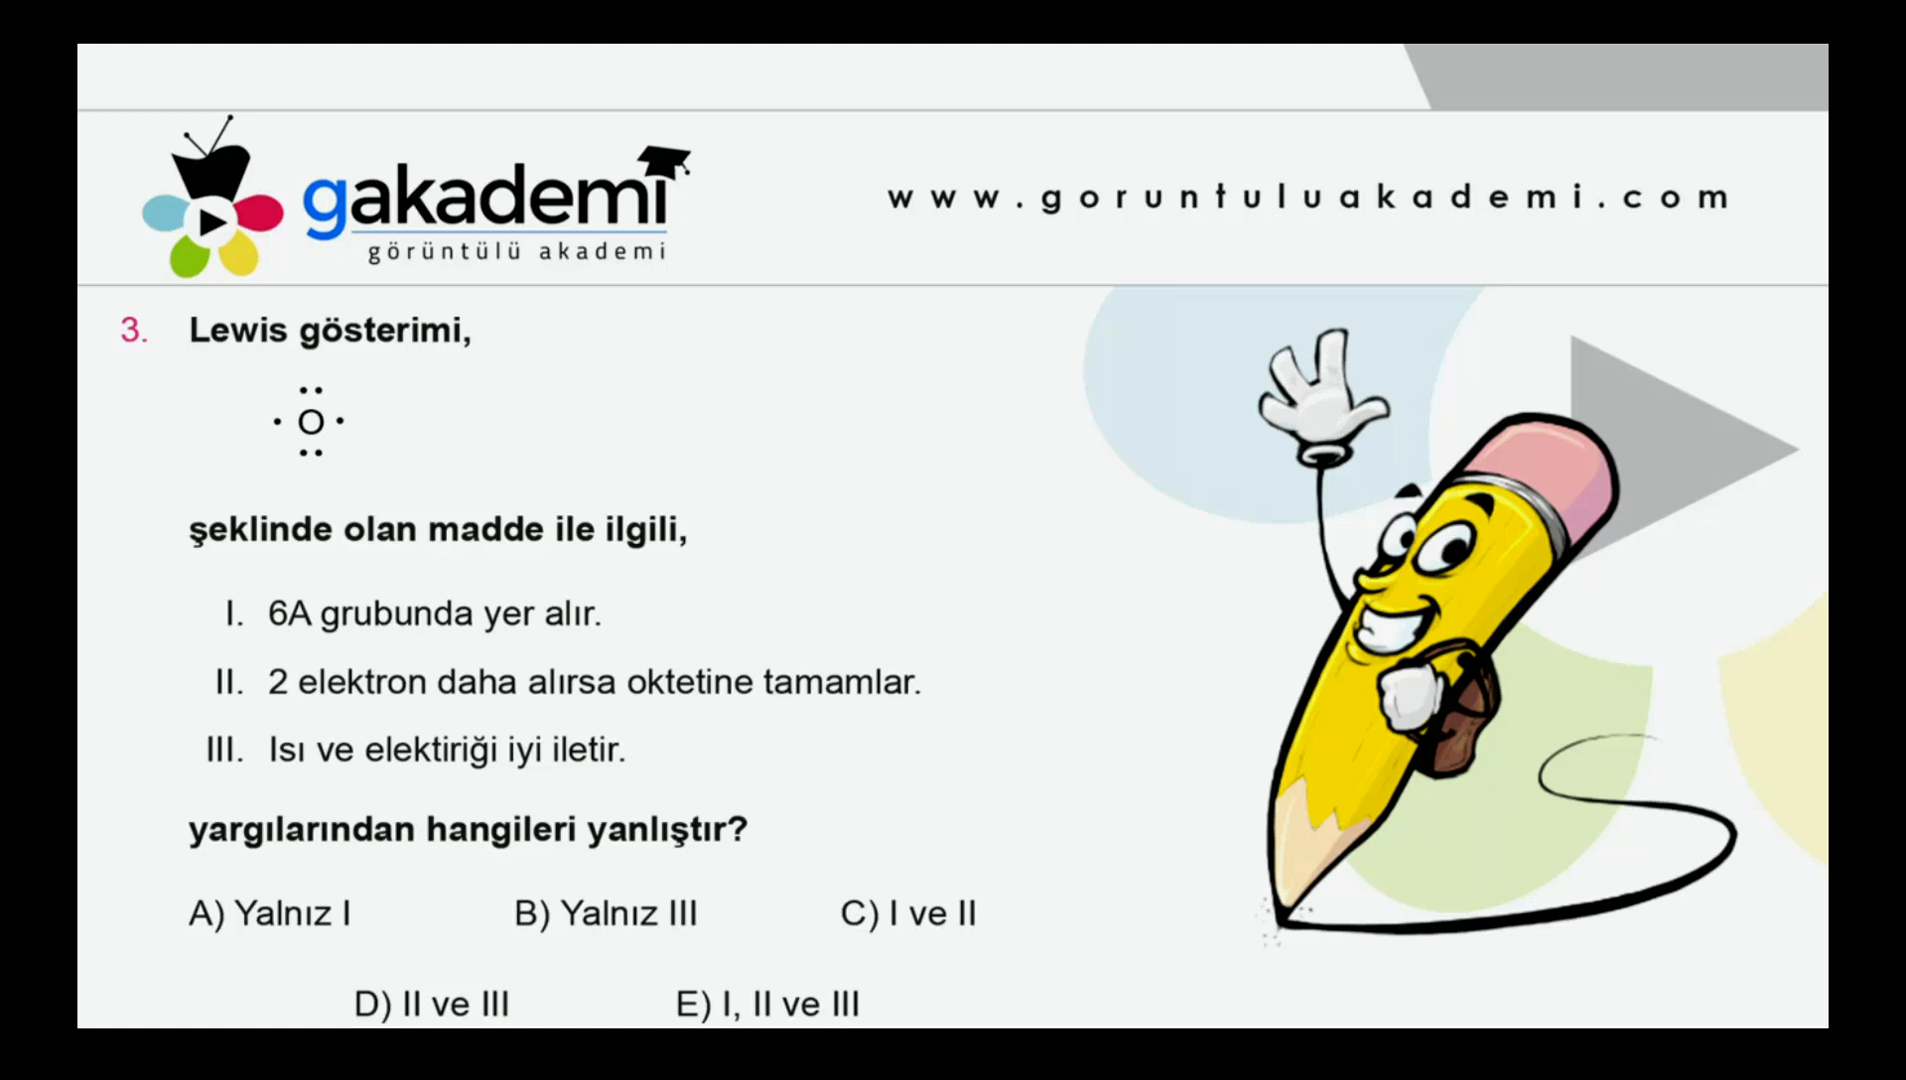 gakademi
görüntülü akademi
www.goruntuluakademi.com
3. Lewis gösterimi,
·· · O · ··
şeklinde olan madde ile ilgili,
I. 6A grubunda yer alır.
II. 2 elektron daha alırsa oktetine tamamlar.
III. Isı ve elektiriği iyi iletir.
yargılarından hangileri yanlıştır?
A) Yalnız I B) Yalnız III C) I ve II
D) II ve III E) I, II ve III